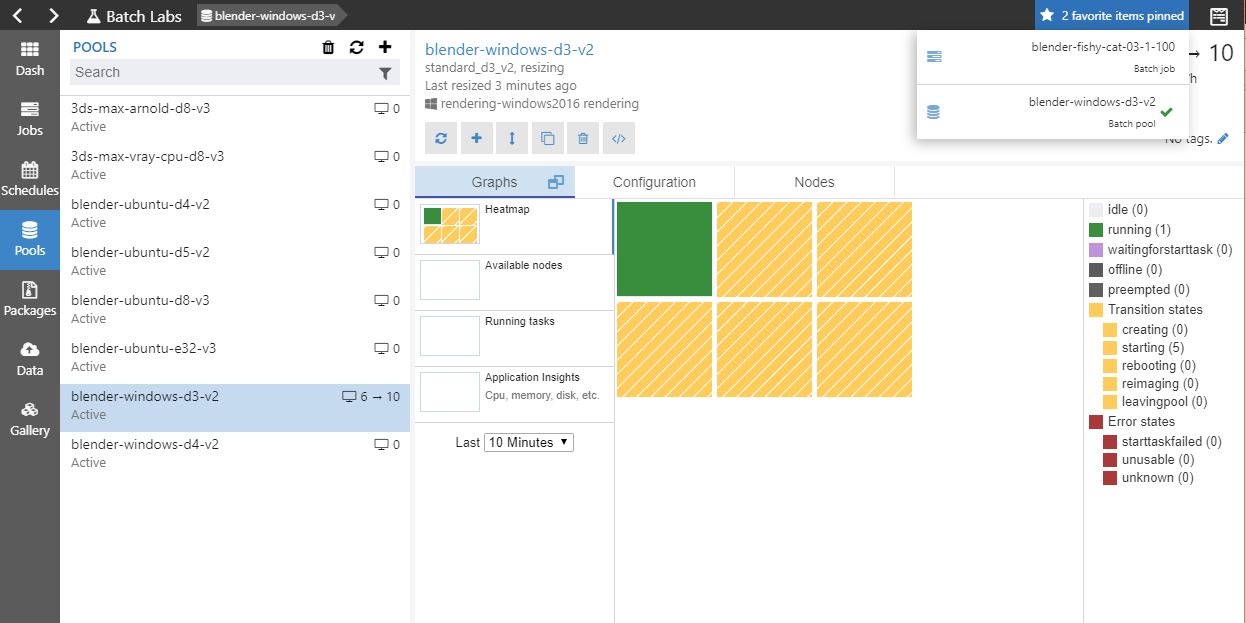 Batch Labs
blender-windows-d3-v
2 favorite items pinned
Dash
Jobs
Schedules
Pools
Packages
Data
Gallery
POOLS
Search
3ds-max-arnold-d8-v3
0
Active
3ds-max-vray-cpu-d8-v3
0
Active
blender-ubuntu-d4-v2
0
Active
blender-ubuntu-d5-v2
0
Active
blender-ubuntu-d8-v3
0
Active
blender-ubuntu-e32-v3
0
Active
blender-windows-d3-v2
6 → 10
Active
blender-windows-d4-v2
0
Active
blender-windows-d3-v2
standard_d3_v2, resizing
Last resized 3 minutes ago
rendering-windows2016 rendering
blender-fishy-cat-03-1-100
Batch job
blender-windows-d3-v2
Batch pool
→ 10
No tags.
Graphs
Configuration
Nodes
Heatmap
Available nodes
Running tasks
Application Insights
Cpu, memory, disk, etc.
Last 10 Minutes
idle (0)
running (1)
waitingforstarttask (0)
offline (0)
preempted (0)
Transition states
creating (0)
starting (5)
rebooting (0)
reimaging (0)
leavingpool (0)
Error states
starttaskfailed (0)
unusable (0)
unknown (0)